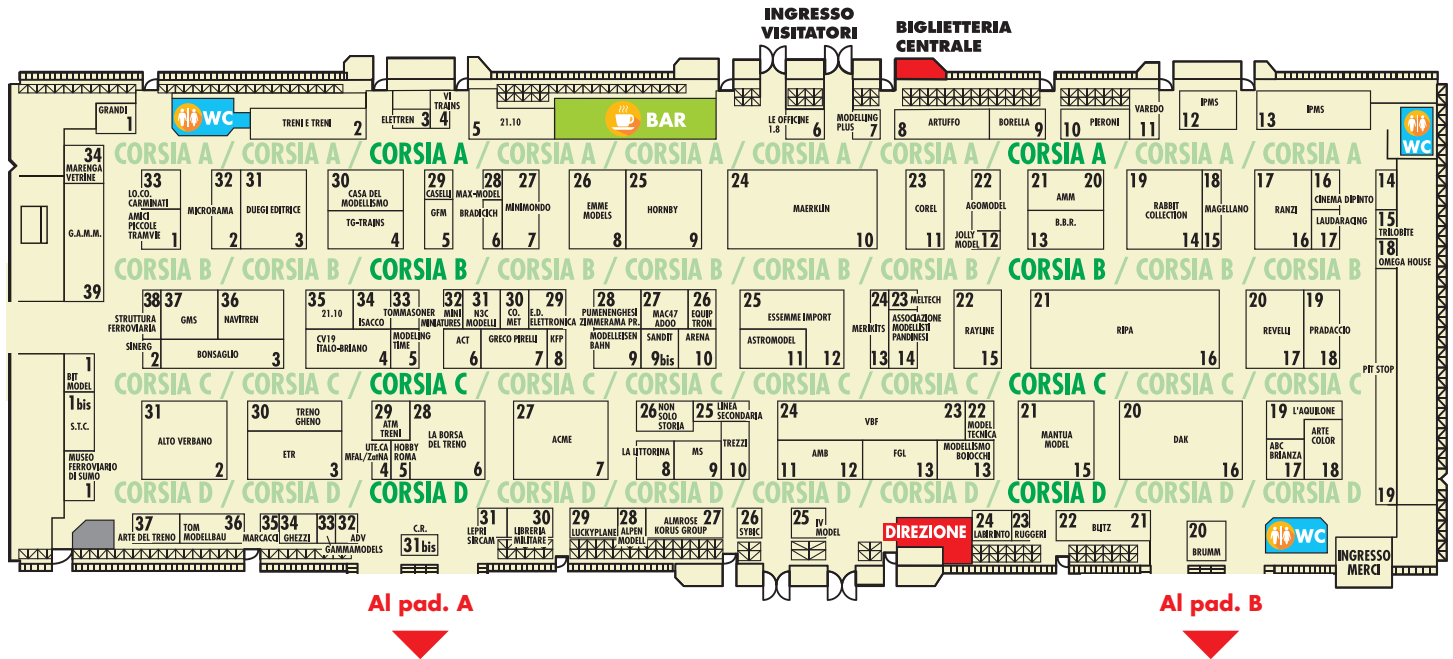 INGRESSO
VISITATORI
BIGLIETTERIA
CENTRALE
GRANDI
1
WC
TRENI E TRENI
2
ELETTREN
3
VI
TRAINS
4
5
21.10
BAR
LE OFFICINE
1.8
6
MODELLING
PLUS
7
8
ARTUFFO
BORELLA
9
10
PIERONI
VAREDO
11
IPMS
12
IPMS
13
WC
CORSIA A / CORSIA A / CORSIA A / CORSIA A / CORSIA A / CORSIA A / CORSIA A / CORSIA A / CORSIA A / CORSIA A
34
MARENGA
VETRINE
G.A.M.M.
39
33
LO.CO.
CARMINATI
AMICI
PICCOLE
TRAMVIE
1
32
MICRORAMA
2
31
DUEGI EDITRICE
3
30
CASA DEL
MODELLISMO
TG-TRAINS
4
29
CASELLI
GFM
5
28
MAX-MODEL
BRADICICH
6
27
MINIMONDO
7
26
EMME
MODELS
8
25
HORNBY
9
24
MAERKLIN
10
23
COREL
11
22
AGOMODEL
JOLLY
MODEL
12
21
20
AMM
B.B.R.
13
19
RABBIT
COLLECTION
14
18
MAGELLANO
15
17
RANZI
16
16
CINEMA DIPINTO
LAUDARACING
17
14
15
TRILOBITE
18
OMEGA HOUSE
CORSIA B / CORSIA B / CORSIA B / CORSIA B / CORSIA B / CORSIA B / CORSIA B / CORSIA B / CORSIA B / CORSIA B
38
STRUTTURA
FERROVIARIA
SINERG
2
37
GMS
36
NAVITREN
BONSAGLIO
3
35
21.10
34
ISACCO
33
TOMMASONER
CV19
ITALO-BRIANO
4
MODELING
TIME
5
32
MINI
MINIATURES
31
N3C
MODELLI
30
CO.
MET
29
E.D.
ELETTRONICA
ACT
6
GRECO PIRELLI
7
KFP
8
28
PUMENENGHESI
ZIMMERAMA PR.
MODELLEISEN
BAHN
9
27
MAC47
ADOO
SANDIT
9bis
26
EQUIP
TRON
ARENA
10
25
ESSEMME IMPORT
ASTROMODEL
11
12
24
MERIKITS
13
23
MELTECH
ASSOCIAZIONE
MODELLISTI
PANDINESI
14
22
RAYLINE
15
21
RIPA
16
20
REVELLI
17
19
PRADACCIO
18
PIT STOP
19
CORSIA C / CORSIA C / CORSIA C / CORSIA C / CORSIA C / CORSIA C / CORSIA C / CORSIA C / CORSIA C / CORSIA C
1
BIT
MODEL
1bis
S.T.C.
MUSEO
FERROVIARIO
DI SUMO
1
31
ALTO VERBANO
2
30
TRENO
GHENO
ETR
3
29
ATM
TRENI
UTE.CA
MFAL/ZatNA
4
HOBBY
ROMA
5
28
LA BORSA
DEL TRENO
6
27
ACME
7
26
NON
SOLO
STORIA
25
LINEA
SECONDARIA
LA LITTORINA
8
MS
9
TREZZI
10
24
VBF
23
22
MODEL
TECNICA
AMB
11
12
FGL
13
MODELLISMO
BOIOCCHI
13
21
MANTUA
MODEL
15
20
DAK
16
19
L'AQUILONE
ABC
BRIANZA
17
ARTE
COLOR
18
CORSIA D / CORSIA D / CORSIA D / CORSIA D / CORSIA D / CORSIA D / CORSIA D / CORSIA D / CORSIA D / CORSIA D
37
ARTE DEL TRENO
TOM
MODELLBAU
36
35
MARCACCI
34
GHEZZI
33
32
ADV
GAMMAMODELS
C.R.
31bis
31
LEPRI
SIRCAM
30
LIBRERIA
MILITARE
29
LUCKYPLANE
28
ALPEN
MODELL
ALMROSE
KORUS GROUP
27
26
SYBIC
25
IV
MODEL
DIREZIONE
24
LABIRINTO
23
RUGGERI
22
BLITZ
21
20
BRUMM
WC
INGRESSO
MERCI
Al pad. A
Al pad. B